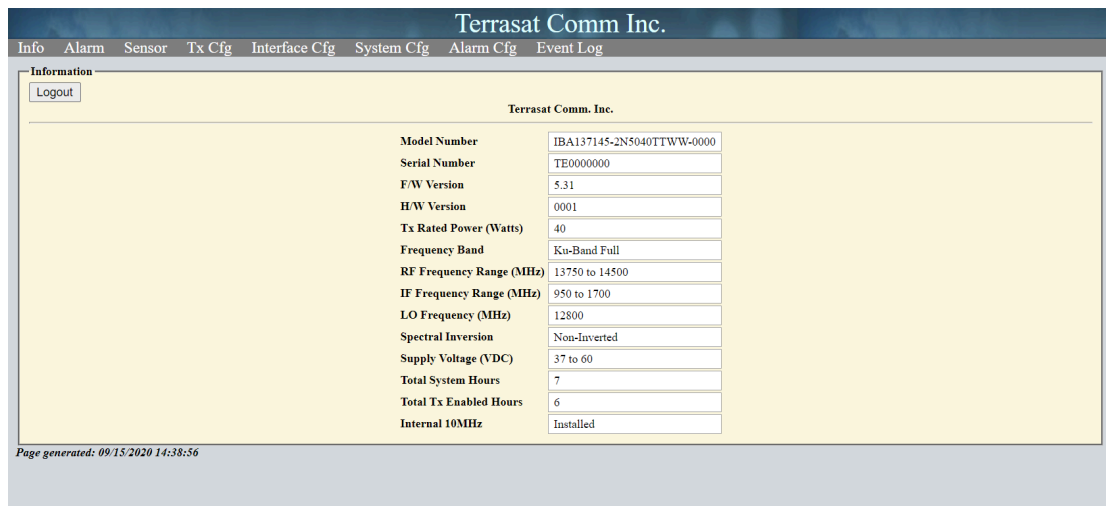 Terrasat Comm Inc.
Info Alarm Sensor Tx Cfg Interface Cfg System Cfg Alarm Cfg Event Log
Information
Logout
Terrasat Comm. Inc.
Model Number IBA137145-2N5040TTWW-0000
Serial Number TE0000000
F/W Version 5.31
H/W Version 0001
Tx Rated Power (Watts) 40
Frequency Band Ku-Band Full
RF Frequency Range (MHz) 13750 to 14500
IF Frequency Range (MHz) 950 to 1700
LO Frequency (MHz) 12800
Spectral Inversion Non-Inverted
Supply Voltage (VDC) 37 to 60
Total System Hours 7
Total Tx Enabled Hours 6
Internal 10MHz Installed
Page generated: 09/15/2020 14:38:56